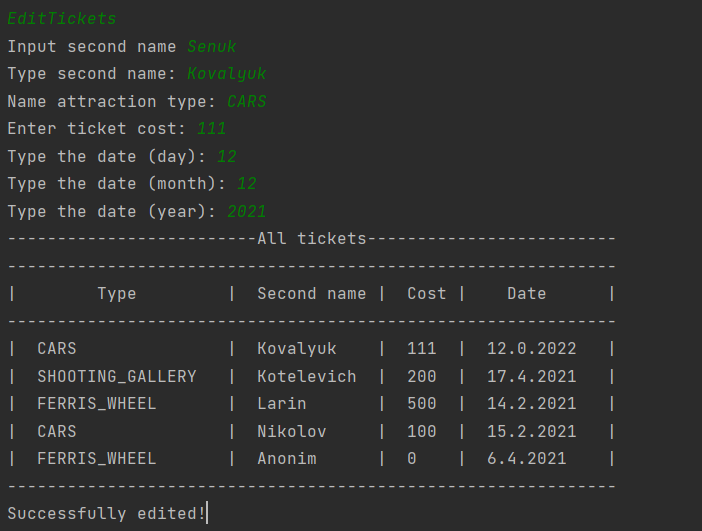 EditTickets
Input second name Senuk
Type second name: Kovalyuk
Name attraction type: CARS
Enter ticket cost: 111
Type the date (day): 12
Type the date (month): 12
Type the date (year): 2021
-------------------------All tickets-------------------------
-------------------------------------------------------------
|        Type         |  Second name |  Cost |    Date      |
-------------------------------------------------------------
|  CARS               |  Kovalyuk    |  111  |  12.0.2022   |
|  SHOOTING_GALLERY   |  Kotelevich  |  200  |  17.4.2021   |
|  FERRIS_WHEEL       |  Larin       |  500  |  14.2.2021   |
|  CARS               |  Nikolov     |  100  |  15.2.2021   |
|  FERRIS_WHEEL       |  Anonim      |  0    |  6.4.2021    |
-------------------------------------------------------------
Successfully edited!